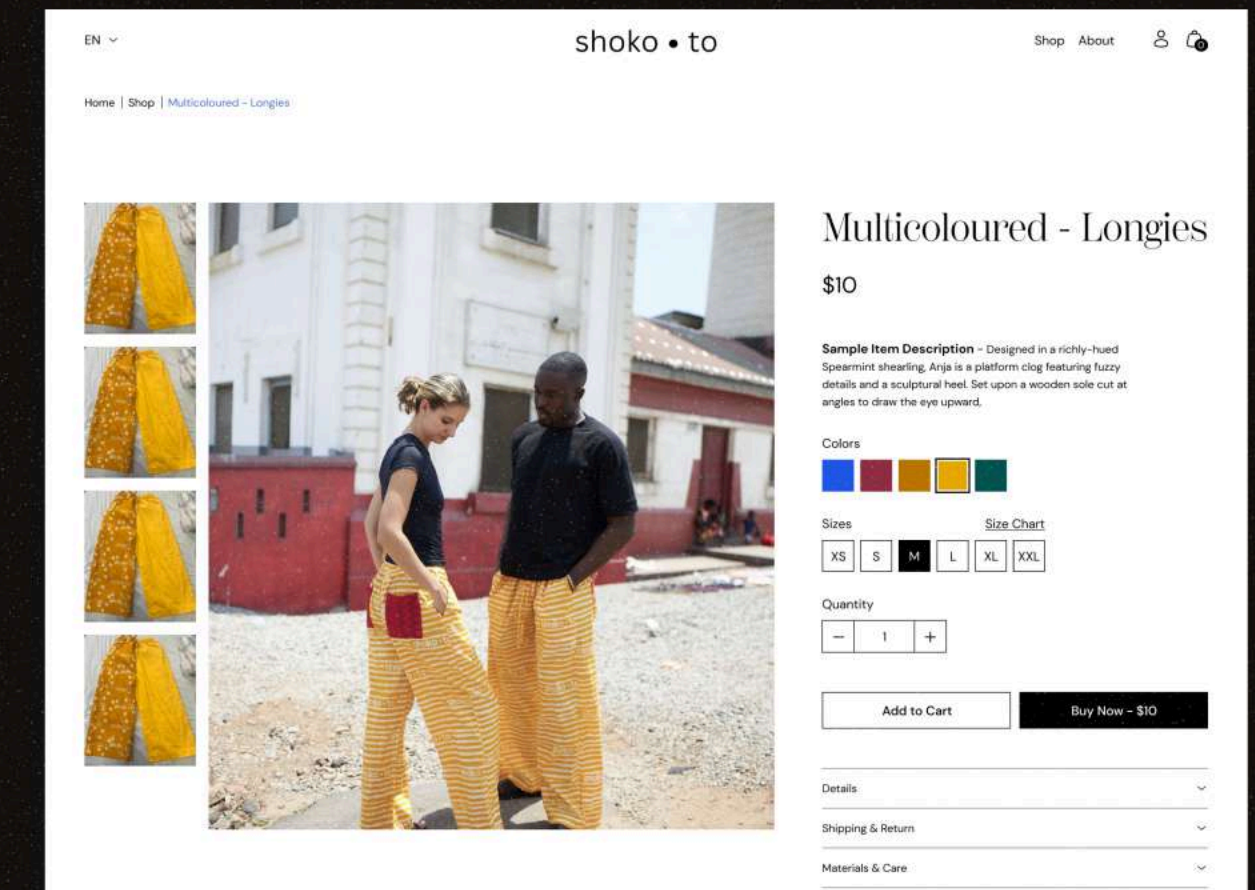 EN
shoko • to
Shop About
0
Home | Shop | Multicoloured - Longies
Multicoloured - Longies
$10
Sample Item Description - Designed in a richly-hued
Spearmint shearling, Anja is a platform clog featuring fuzzy
details and a sculptural heel. Set upon a wooden sole cut at
angles to draw the eye upward,
Colors
Sizes Size Chart
XS S M L XL XXL
Quantity
− 1 +
Add to Cart Buy Now - $10
Details
Shipping & Return
Materials & Care